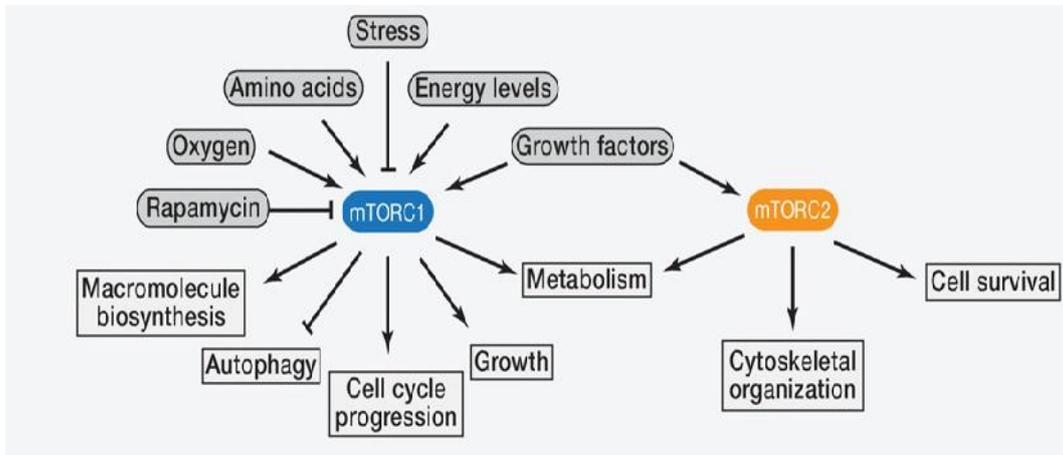 Stress
Amino acids
Energy levels
Oxygen
Growth factors
Rapamycin
mTORC1
mTORC2
Macromolecule
biosynthesis
Metabolism
Cell survival
Autophagy
Growth
Cell cycle
progression
Cytoskeletal
organization